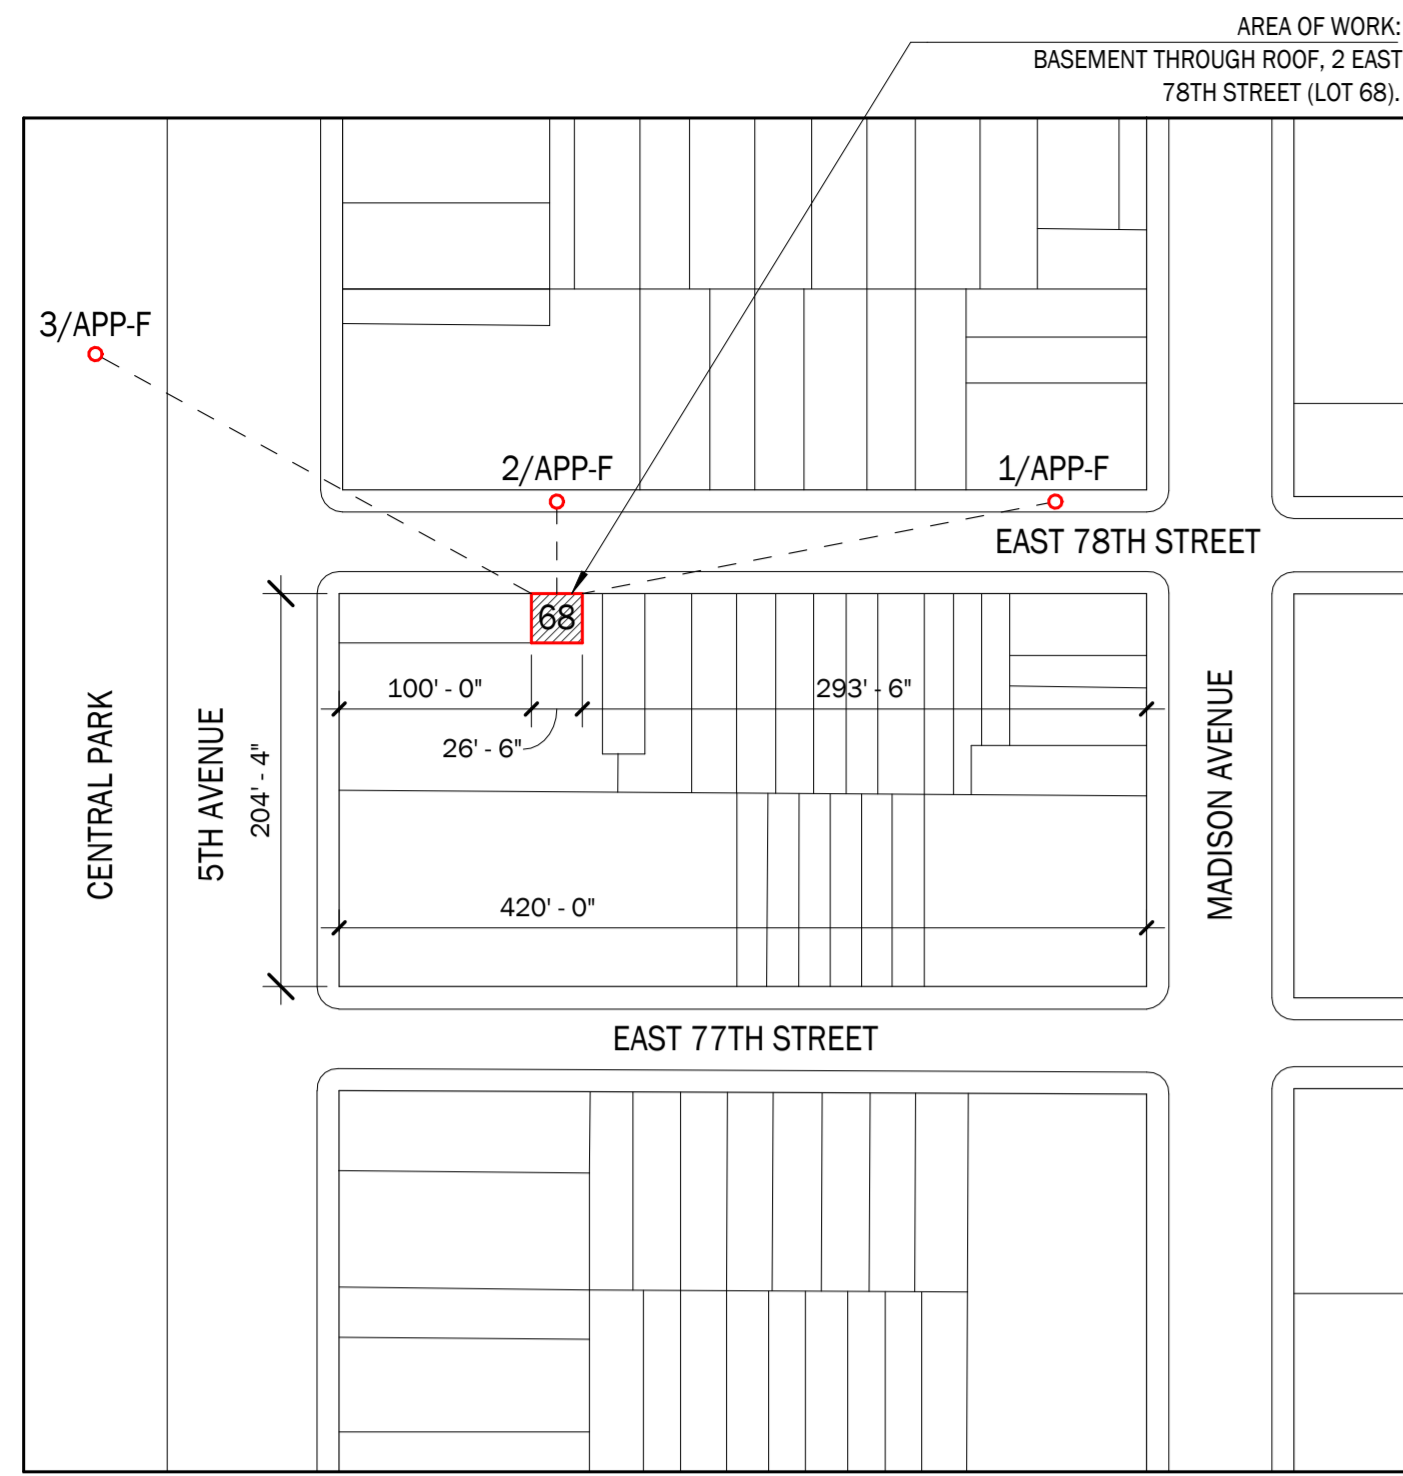 AREA OF WORK:
BASEMENT THROUGH ROOF, 2 EAST
78TH STREET (LOT 68).
3/APP-F
2/APP-F
1/APP-F
EAST 78TH STREET
68
100' - 0"
293' - 6"
26' - 6"
CENTRAL PARK
5TH AVENUE
204' - 4"
MADISON AVENUE
420' - 0"
EAST 77TH STREET